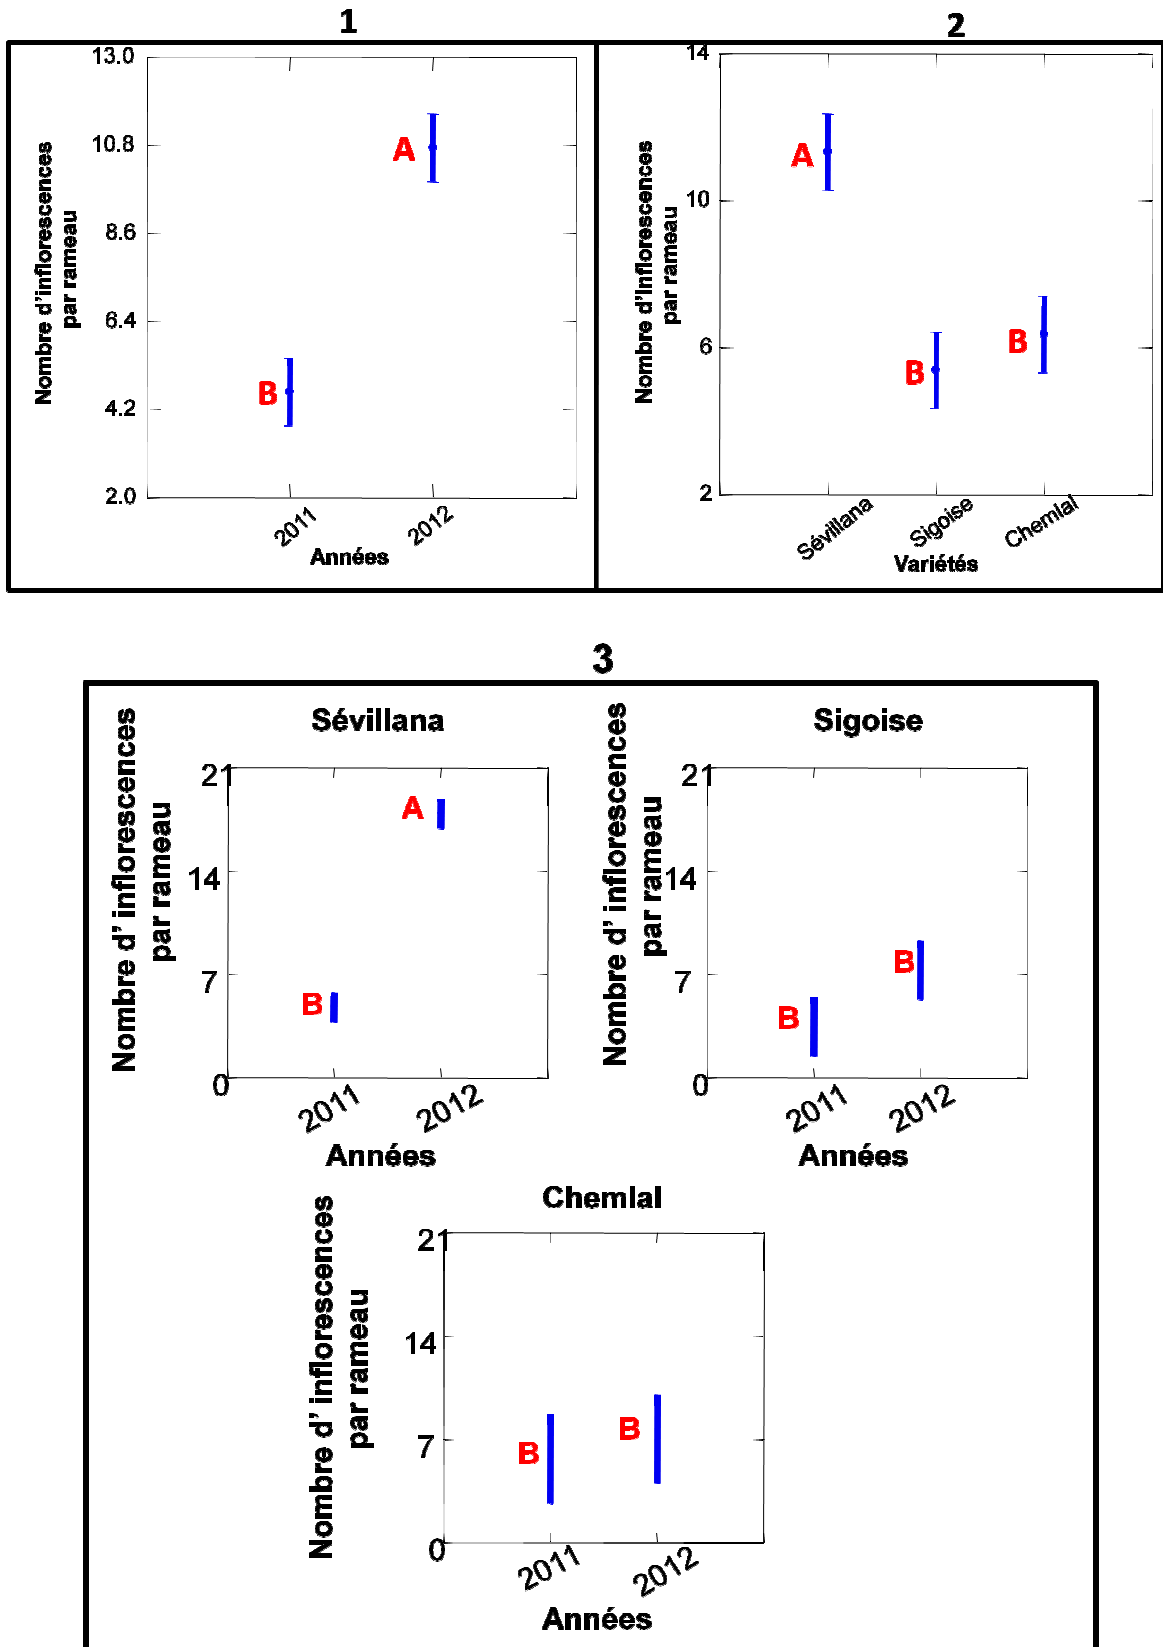 1
2
13.0
10.8
8.6
6.4
4.2
2.0
Nombre d'inflorescences
par rameau
A
B
2011
2012
Années
14
10
6
2
Nombre d'inflorescences
par rameau
A
B
B
Sévillana
Sigoise
Chemlal
Variétés
3
Sévillana
Nombre d' inflorescences
par rameau
21
14
7
0
A
B
2011
2012
Années
Sigoise
Nombre d' inflorescences
par rameau
21
14
7
0
B
B
2011
2012
Années
Chemlal
Nombre d' inflorescences
par rameau
21
14
7
0
B
B
2011
2012
Années